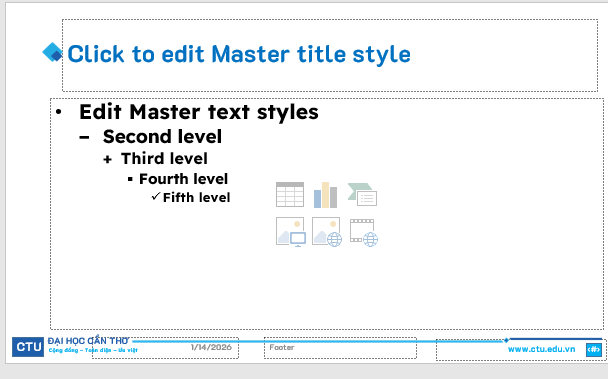 Click to edit Master title style
• Edit Master text styles
– Second level
+ Third level
▪ Fourth level
✓ Fifth level
CTU
ĐẠI HỌC CẦN THƠ
Cộng đồng – Toàn diện – Ưu việt
1/14/2026
Footer
www.ctu.edu.vn
‹#›